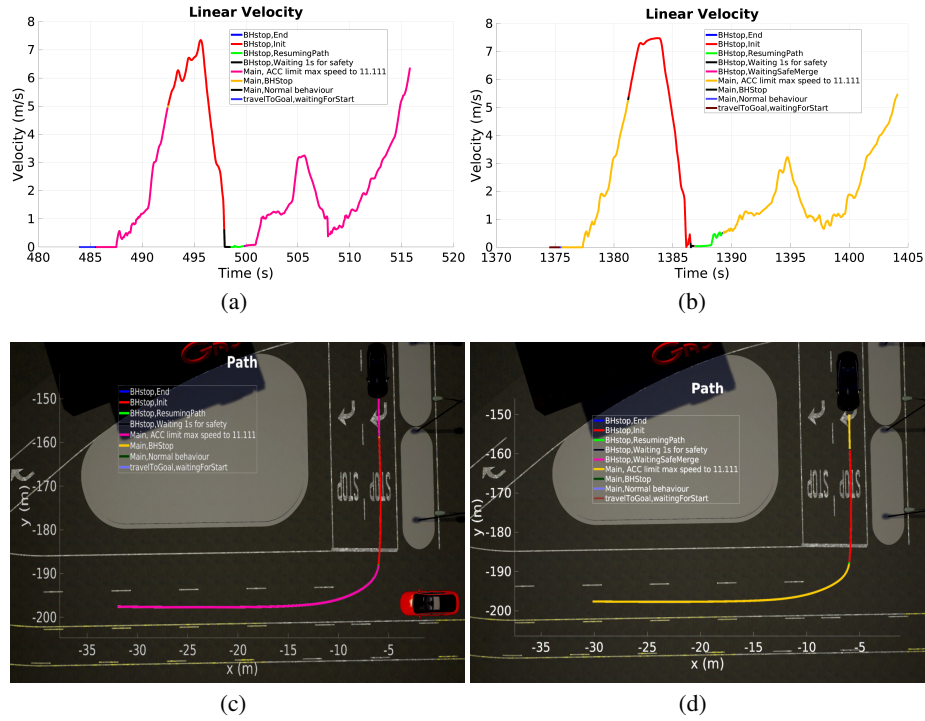 Linear Velocity
8
7
6
5
4
3
2
1
0
Velocity (m/s)
BHstop,End
BHstop,Init
BHstop,ResumingPath
BHstop,Waiting 1s for safety
Main, ACC limit max speed to 11.111
Main,BHStop
Main,Normal behaviour
travelToGoal,waitingForStart
480 485 490 495 500 505 510 515 520
Time (s)
(a)
Linear Velocity
8
7
6
5
4
3
2
1
0
Velocity (m/s)
BHstop,End
BHstop,Init
BHstop,ResumingPath
BHstop,Waiting 1s for safety
BHstop,WaitingSafeMerge
Main, ACC limit max speed to 11.111
Main,BHStop
Main,Normal behaviour
travelToGoal,waitingForStart
1370 1375 1380 1385 1390 1395 1400 1405
Time (s)
(b)
Path
BHstop,End
BHstop,Init
BHstop,ResumingPath
BHstop,Waiting 1s for safety
Main, ACC limit max speed to 11.111
Main,BHStop
Main,Normal behaviour
travelToGoal,waitingForStart
-150
-160
-170
-180
-190
-200
y (m)
STOP STOP
-35 -30 -25 -20 -15 -10 -5
x (m)
(c)
Path
BHstop,End
BHstop,Init
BHstop,ResumingPath
BHstop,Waiting 1s for safety
BHstop,WaitingSafeMerge
Main, ACC limit max speed to 11.111
Main,BHStop
Main,Normal behaviour
travelToGoal,waitingForStart
-150
-160
-170
-180
-190
-200
y (m)
STOP STOP
-35 -30 -25 -20 -15 -10 -5
x (m)
(d)